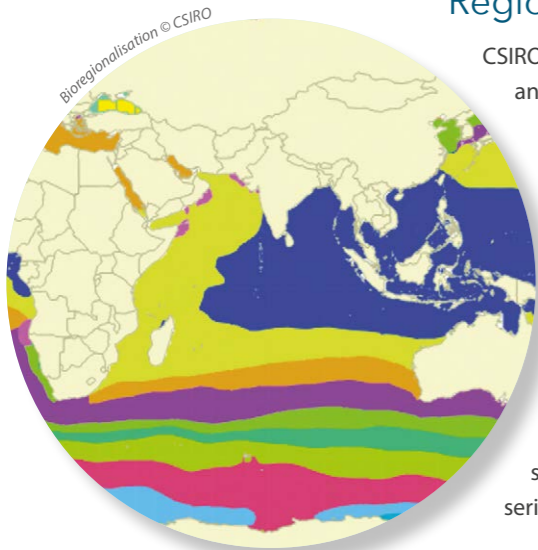 Regio
Bioregionalisation © CSIRO
CSIRO
an
s
seri